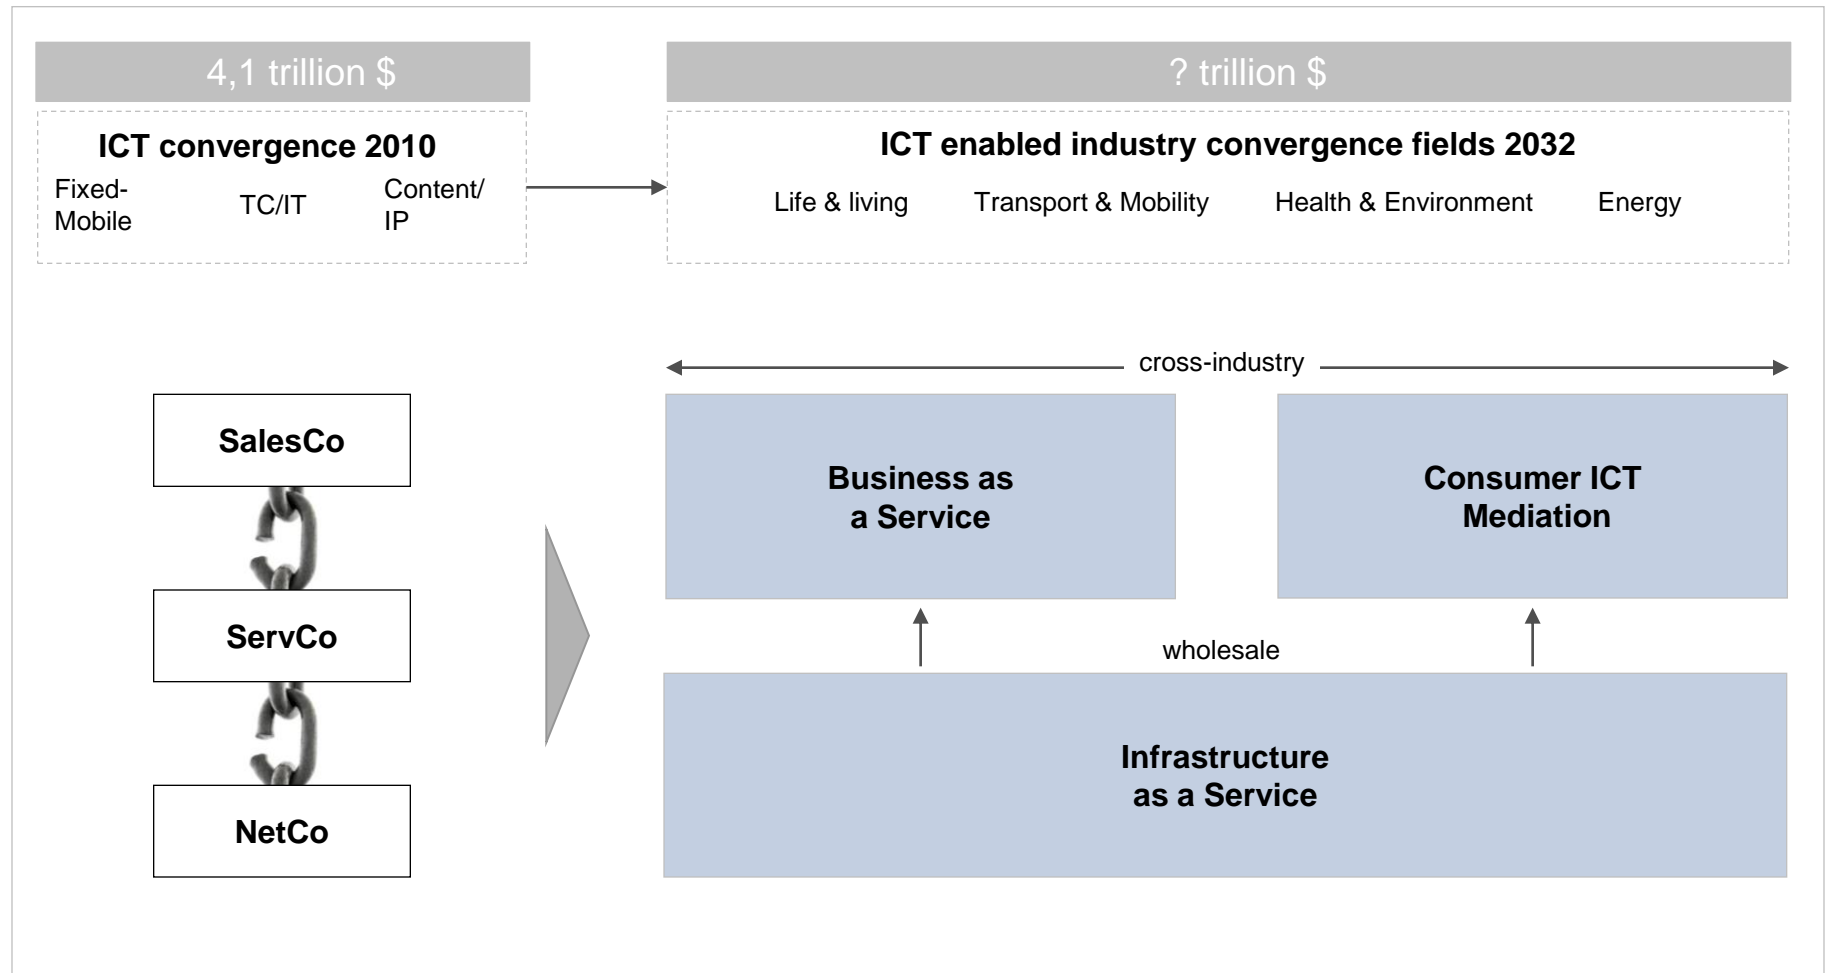 4,1 trillion $
? trillion $
ICT convergence 2010
Fixed-
Mobile
TC/IT
Content/
IP
ICT enabled industry convergence fields 2032
Life & living
Transport & Mobility
Health & Environment
Energy
cross-industry
SalesCo
ServCo
NetCo
Business as
a Service
Consumer ICT
Mediation
wholesale
Infrastructure
as a Service